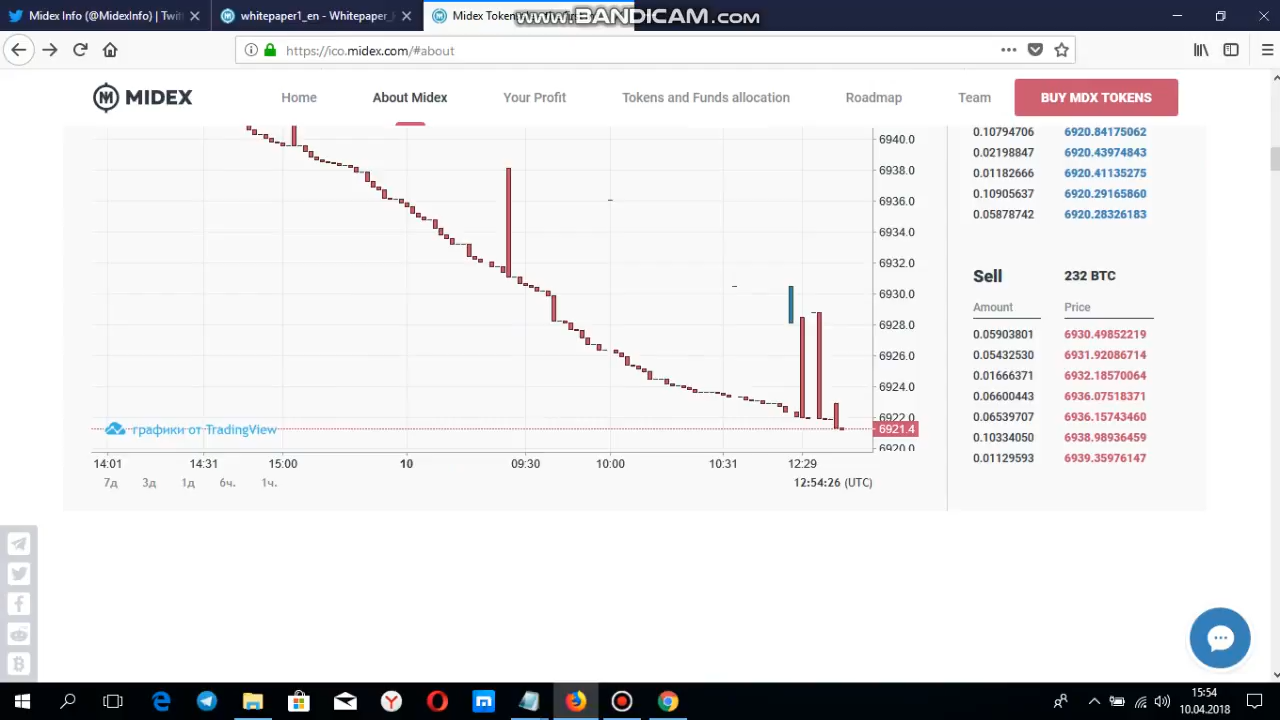 Midex Info (@MidexInfo) | Twitt
whitepaper1_en - Whitepaper_
Midex Token
www.BANDICAM.com
https://ico.midex.com/#about
MIDEX
Home
About Midex
Your Profit
Tokens and Funds allocation
Roadmap
Team
BUY MDX TOKENS
6940.0
6938.0
6936.0
6934.0
6932.0
6930.0
6928.0
6926.0
6924.0
6922.0
6921.4
6920.0
графики от TradingView
14:01 14:31 15:00 10 09:30 10:00 10:31 12:29
7д 3д 1д 6ч. 1ч.
12:54:26 (UTC)
0.10794706 6920.84175062
0.02198847 6920.43974843
0.01182666 6920.41135275
0.10905637 6920.29165860
0.05878742 6920.28326183
Sell 232 BTC
Amount Price
0.05903801 6930.49852219
0.05432530 6931.92086714
0.01666371 6932.18570064
0.06600443 6936.07518371
0.06539707 6936.15743460
0.10334050 6938.98936459
0.01129593 6939.35976147
15:54
10.04.2018